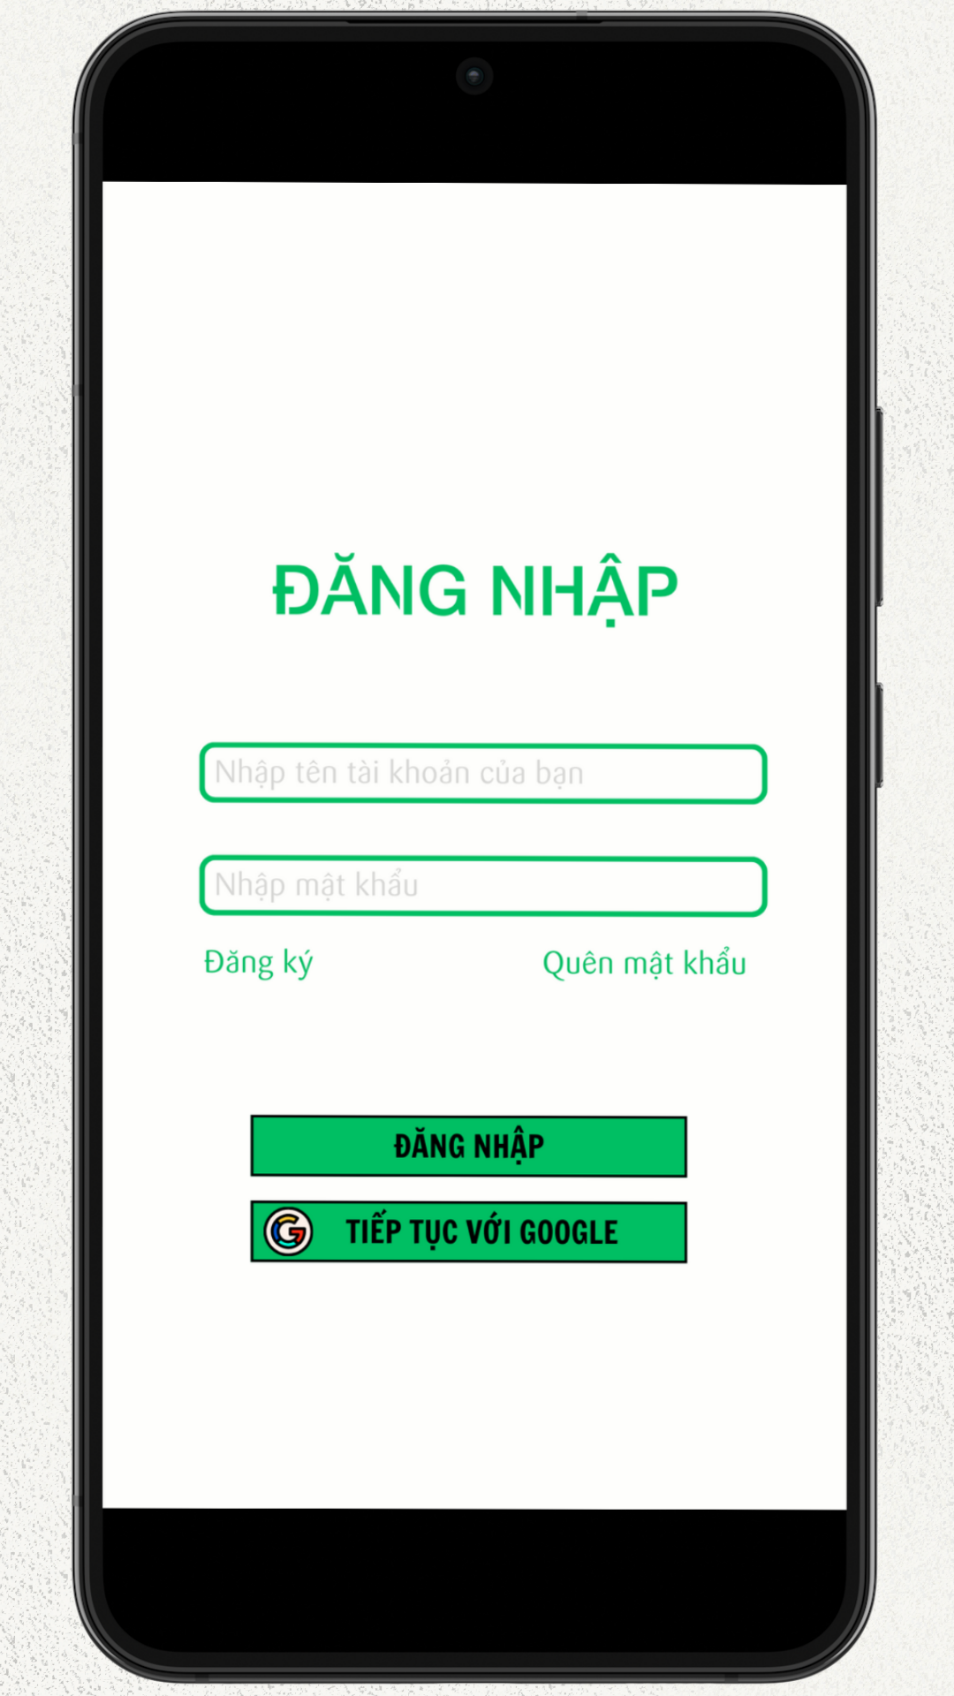 ĐĂNG NHẬP
Nhập tên tài khoản của bạn
Nhập mật khẩu
Đăng ký Quên mật khẩu
ĐĂNG NHẬP
G TIẾP TỤC VỚI GOOGLE